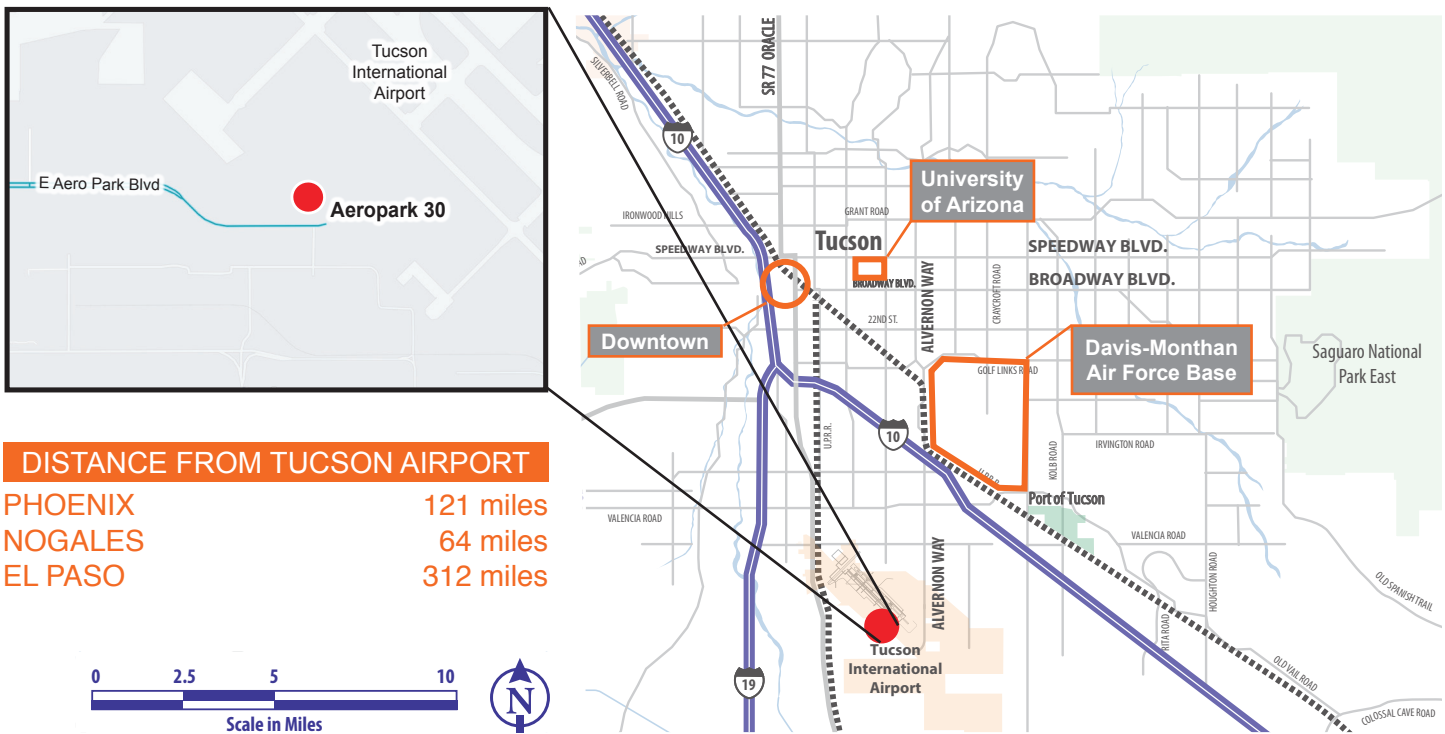 Tucson
International
Airport
E Aero Park Blvd
Aeropark 30
DISTANCE FROM TUCSON AIRPORT
PHOENIX 121 miles
NOGALES 64 miles
EL PASO 312 miles
0 2.5 5 10
Scale in Miles
N
SR 77 ORACLE
SILVERBELL ROAD
10
University
of Arizona
IRONWOOD HILLS
GRANT ROAD
Tucson
SPEEDWAY BLVD.
SPEEDWAY BLVD.
BROADWAY BLVD.
BROADWAY BLVD.
ALVERNON WAY
CRAYCROFT ROAD
22ND ST.
Downtown
Davis-Monthan
Air Force Base
GOLF LINKS ROAD
Saguaro National
Park East
U.P.R.R.
10
IRVINGTON ROAD
KOLB ROAD
U.P.R.R.
Port of Tucson
VALENCIA ROAD
VALENCIA ROAD
ALVERNON WAY
HOUGHTON ROAD
OLD SPANISH TRAIL
RITA ROAD
Tucson
International
Airport
19
OLD VAIL ROAD
COLOSSAL CAVE ROAD